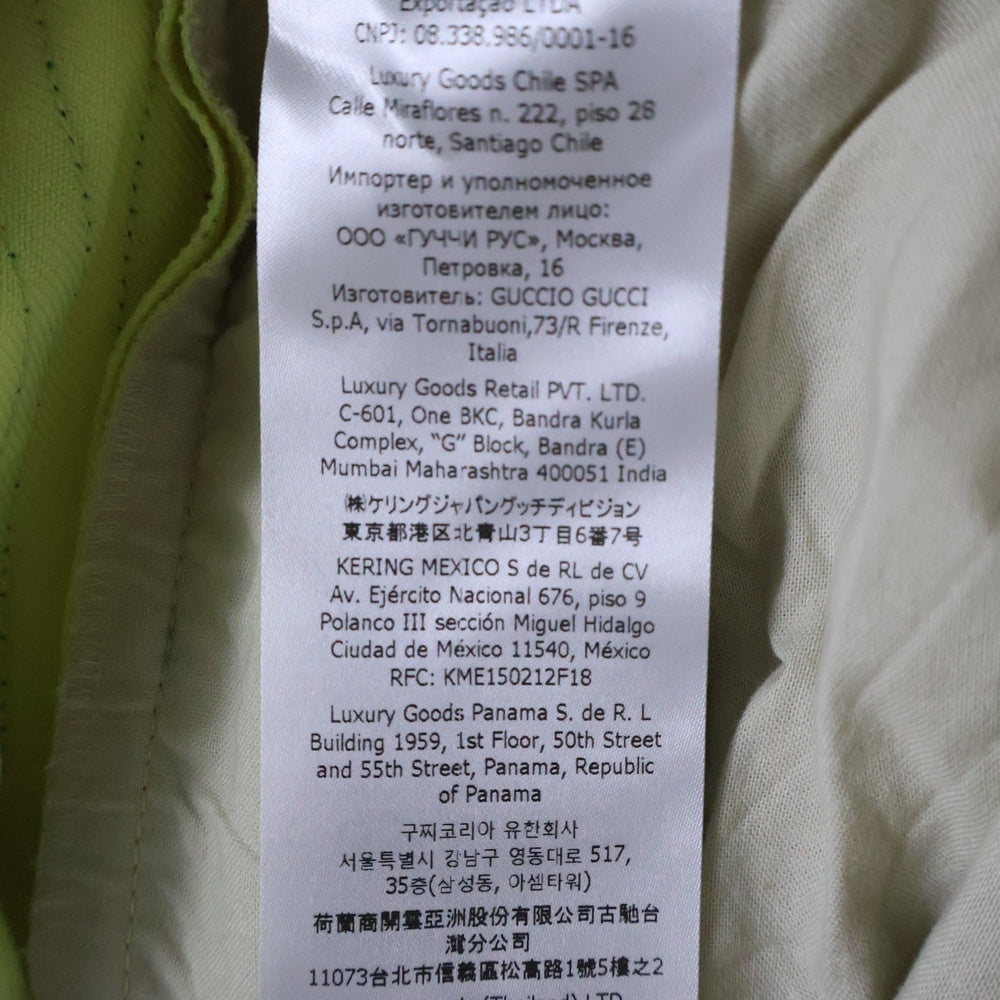 Exportação LTDA
CNPJ: 08.338.986/0001-16
Luxury Goods Chile SPA
Calle Miraflores n. 222, piso 28
norte, Santiago Chile
Импортер и уполномоченное
изготовителем лицо:
ООО «ГУЧЧИ РУС», Москва,
Петровка, 16
Изготовитель: GUCCIO GUCCI
S.p.A, via Tornabuoni,73/R Firenze,
Italia
Luxury Goods Retail PVT. LTD.
C-601, One BKC, Bandra Kurla
Complex, “G” Block, Bandra (E)
Mumbai Maharashtra 400051 India
㈱ケリングジャパングッチディビジョン
東京都港区北青山3丁目6番7号
KERING MEXICO S de RL de CV
Av. Ejército Nacional 676, piso 9
Polanco III sección Miguel Hidalgo
Ciudad de México 11540, México
RFC: KME150212F18
Luxury Goods Panama S. de R. L
Building 1959, 1st Floor, 50th Street
and 55th Street, Panama, Republic
of Panama
구찌코리아 유한회사
서울특별시 강남구 영동대로 517,
35층(삼성동, 아셈타워)
荷蘭商開雲亞洲股份有限公司古馳台
灣分公司
11073台北市信義區松高路1號5樓之2
(Thailand) LTD